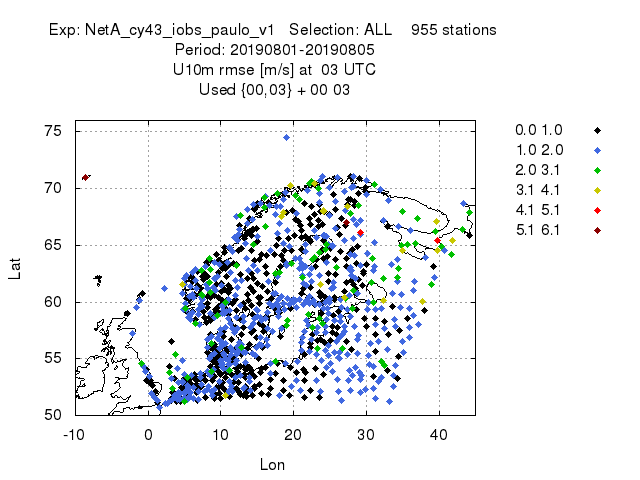 Exp: NetA_cy43_iobs_paulo_v1   Selection: ALL    955 stations
Period: 20190801-20190805
U10m rmse [m/s] at  03 UTC
Used {00,03} + 00 03
75
70
65
60
55
50
Lat
-10 0 10 20 30 40
Lon
0.0 1.0
1.0 2.0
2.0 3.1
3.1 4.1
4.1 5.1
5.1 6.1